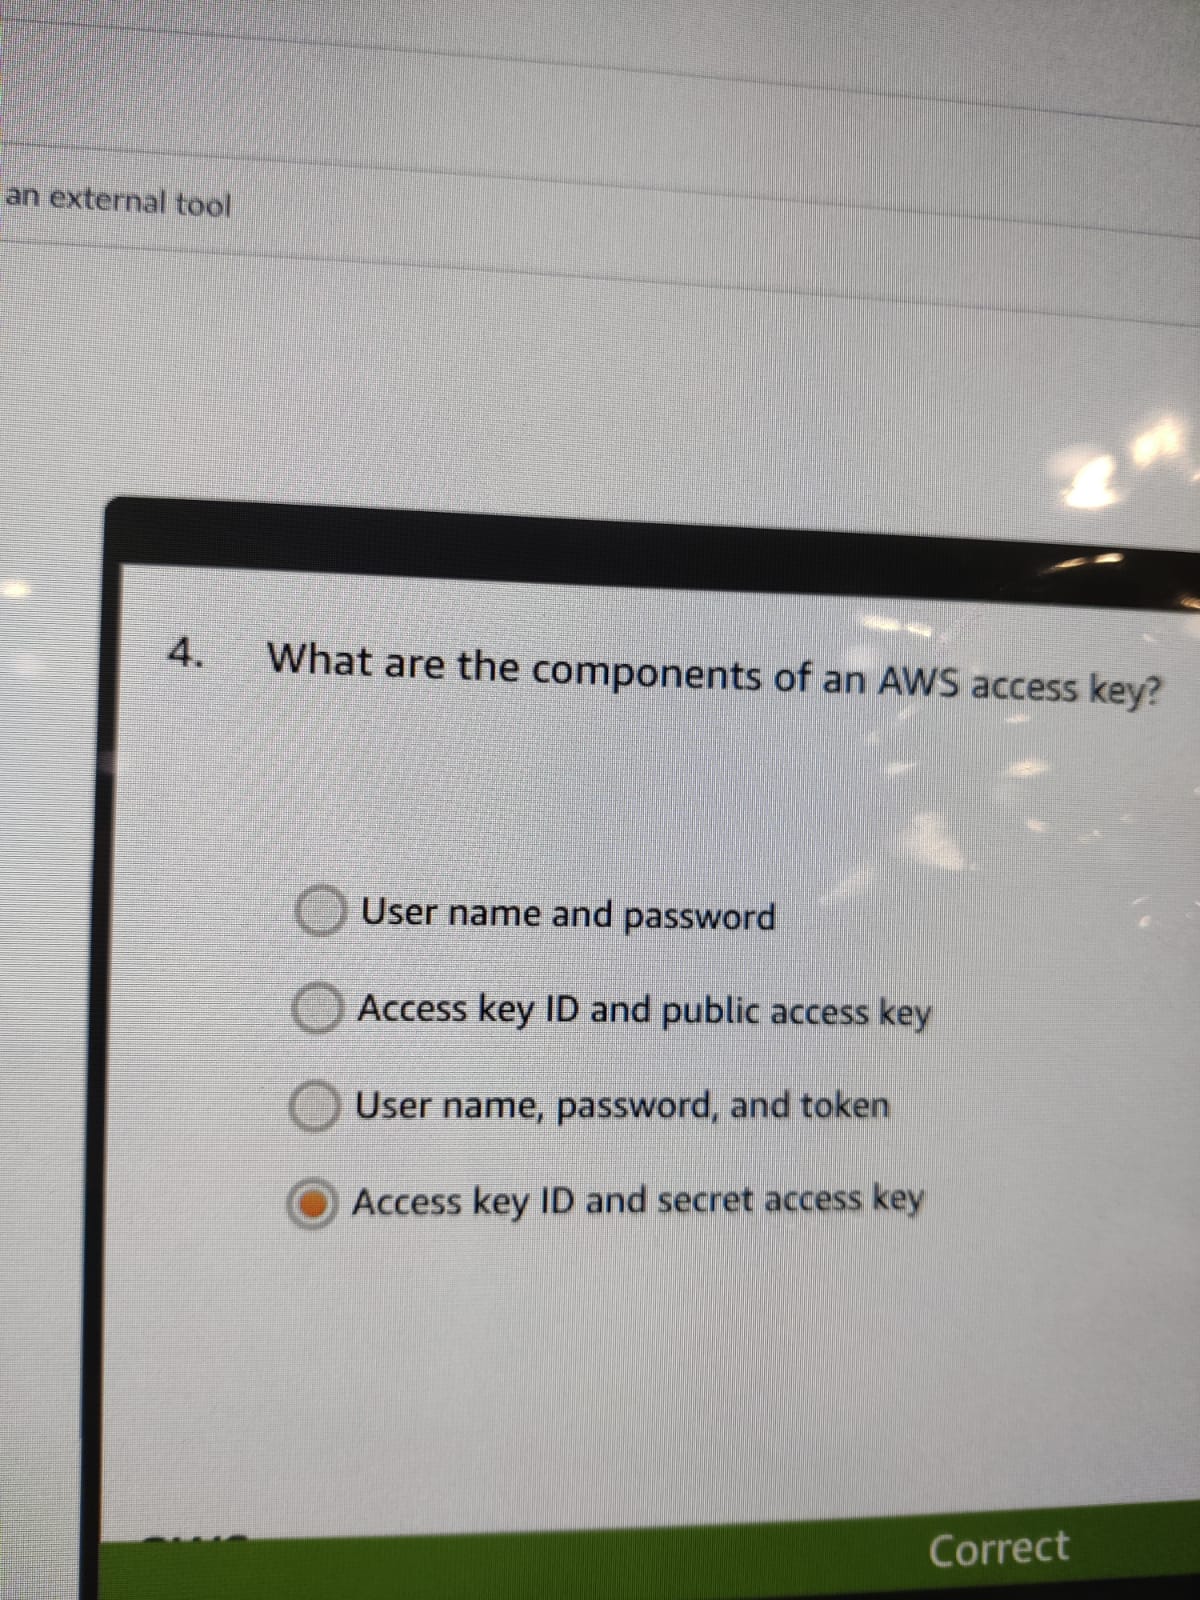 an external tool
4. What are the components of an AWS access key?
User name and password
Access key ID and public access key
User name, password, and token
Access key ID and secret access key
Correct